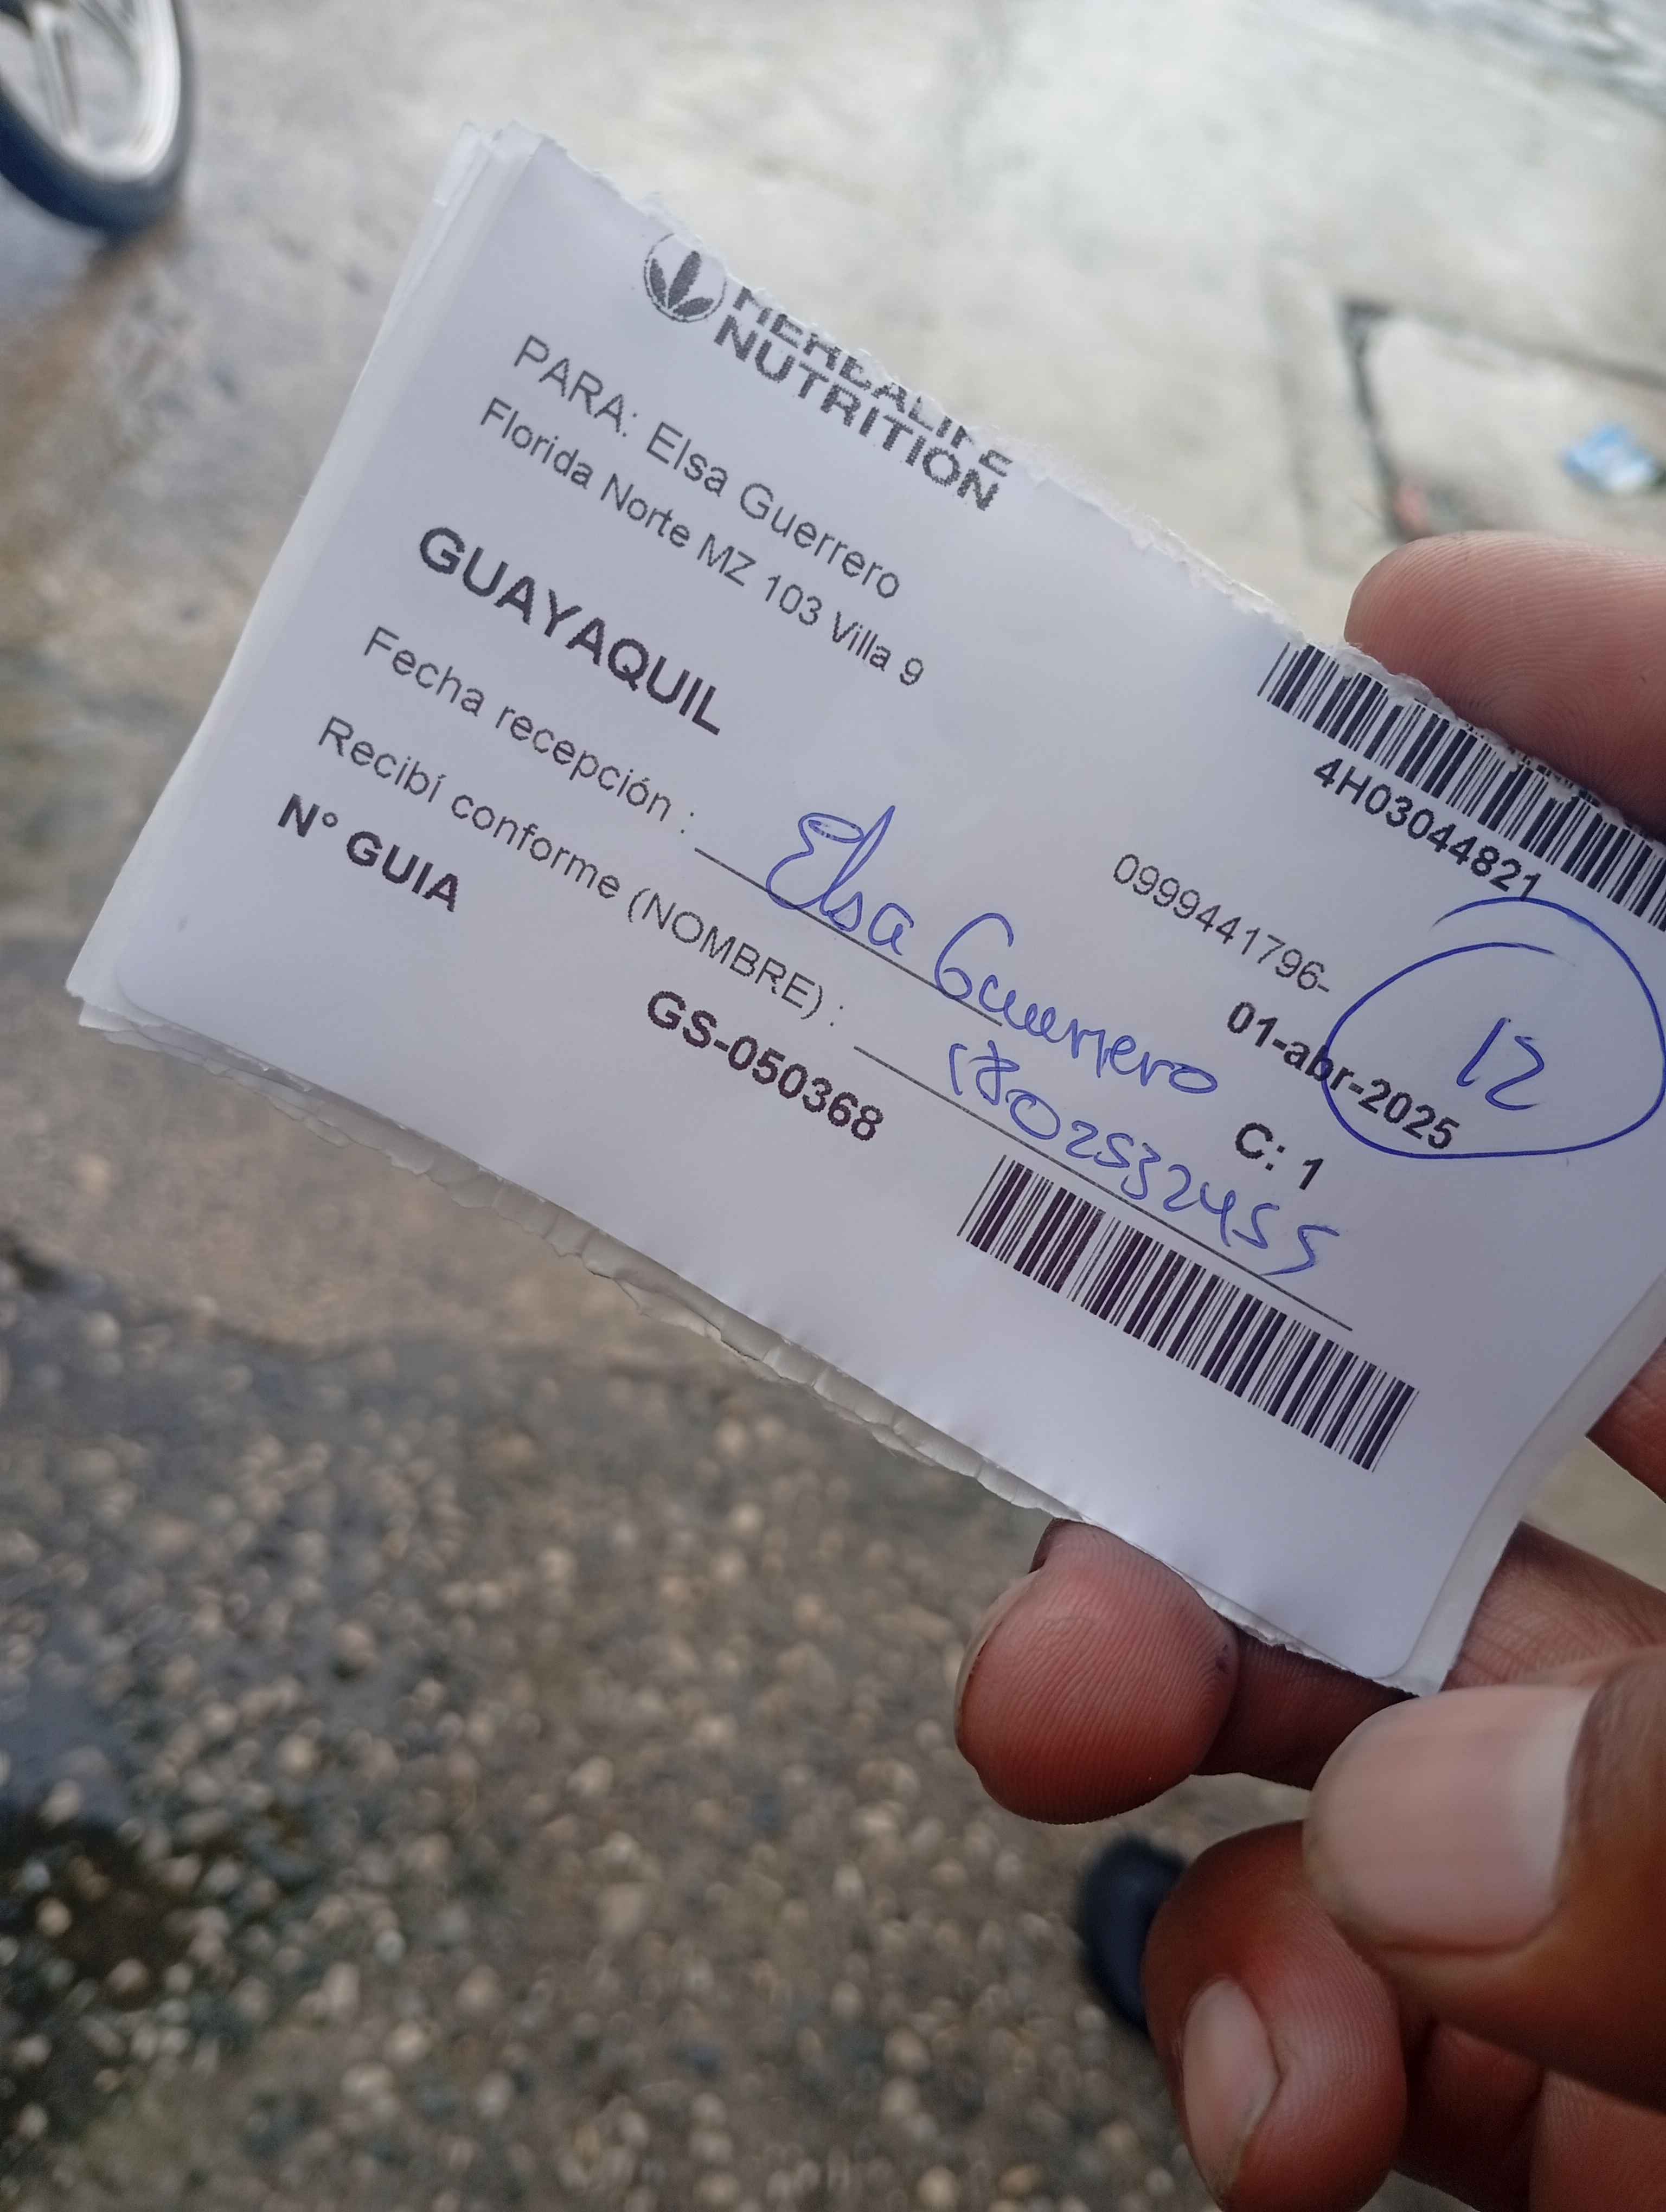 HERBALIFE
NUTRITION
PARA: Elsa Guerrero
Florida Norte MZ 103 Villa 9
GUAYAQUIL
4H03044821
0999441796-
01-abr-2025
12
Fecha recepción :
Elsa Guerrero
C: 1
Recibí conforme (NOMBRE) :
1802532455
N° GUIA
GS-050368